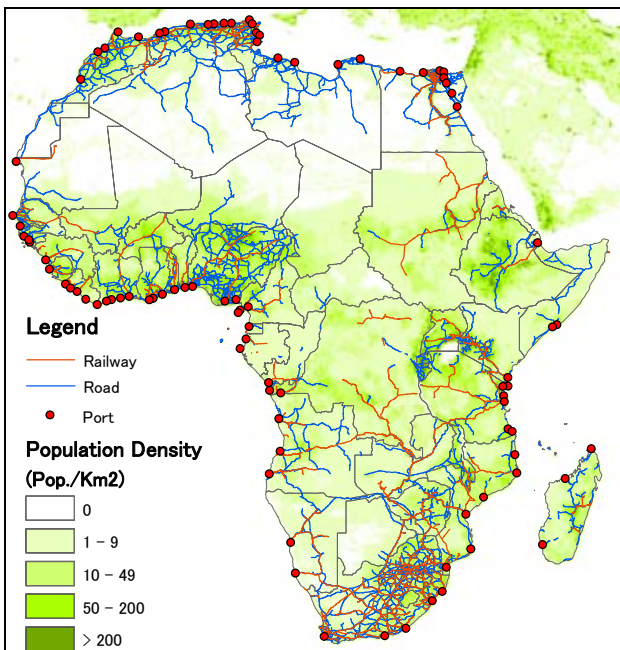 Legend
Railway
Road
Port
Population Density
(Pop./Km2)
0
1 - 9
10 - 49
50 - 200
> 200